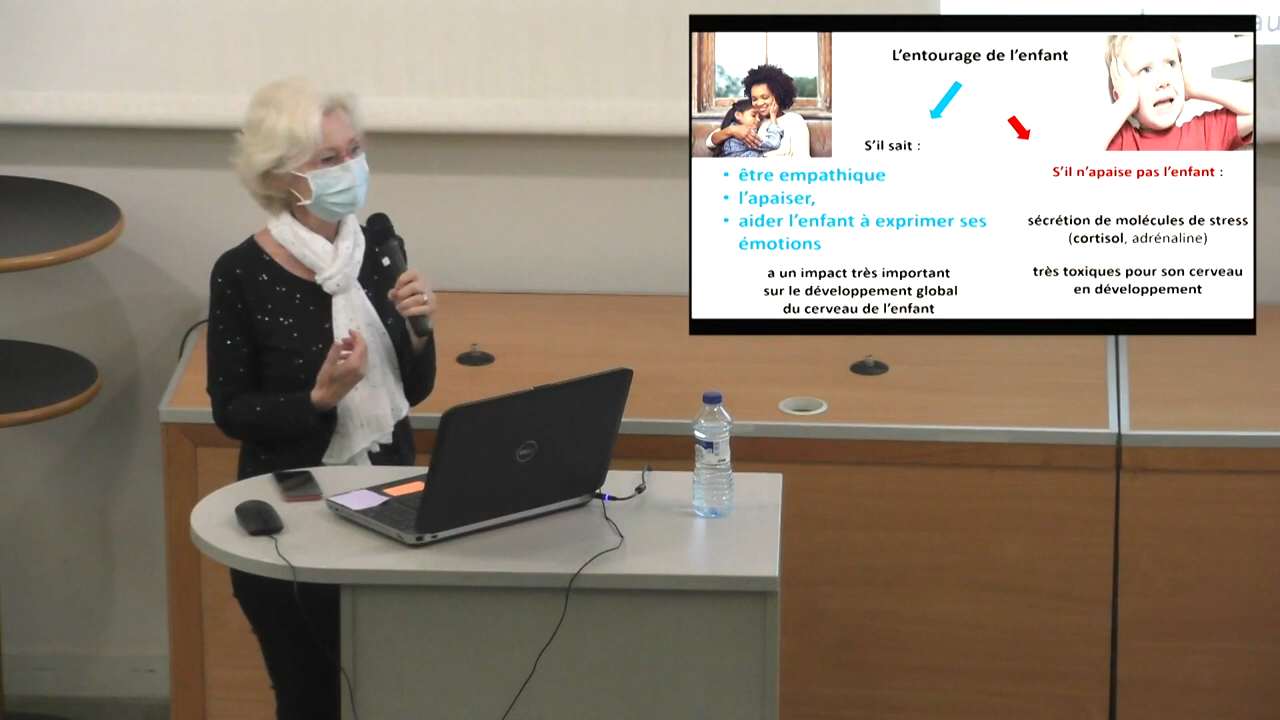 L'entourage de l'enfant
S'il sait :
• être empathique
• l'apaiser,
• aider l'enfant à exprimer ses
émotions
a un impact très important
sur le développement global
du cerveau de l'enfant
S'il n'apaise pas l'enfant :
sécrétion de molécules de stress
(cortisol, adrénaline)
très toxiques pour son cerveau
en développement
DELL